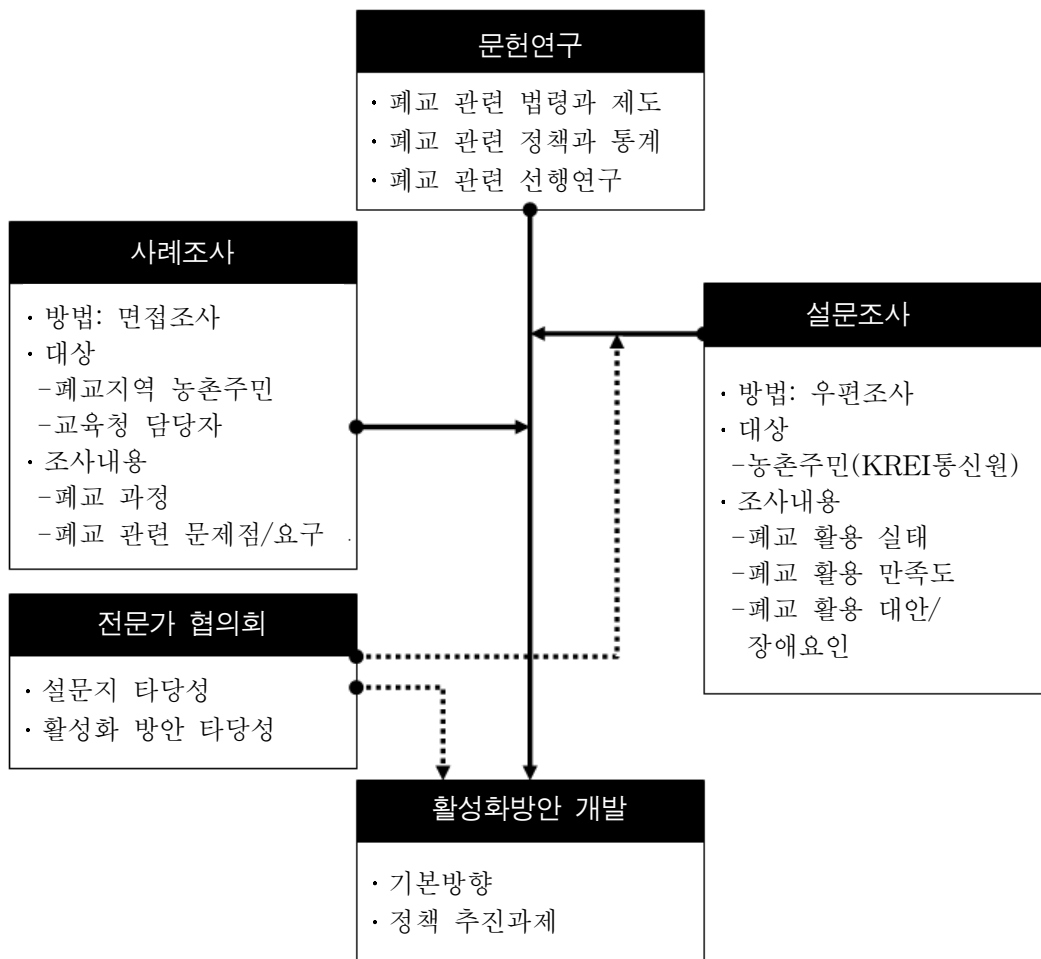 문헌연구
· 폐교 관련 법령과 제도
· 폐교 관련 정책과 통계
· 폐교 관련 선행연구
사례조사
· 방법: 면접조사
· 대상
-폐교지역 농촌주민
-교육청 담당자
· 조사내용
-폐교 과정
-폐교 관련 문제점/요구
설문조사
· 방법: 우편조사
· 대상
-농촌주민(KREI통신원)
· 조사내용
-폐교 활용 실태
-폐교 활용 만족도
-폐교 활용 대안/
장애요인
전문가 협의회
· 설문지 타당성
· 활성화 방안 타당성
활성화방안 개발
· 기본방향
· 정책 추진과제